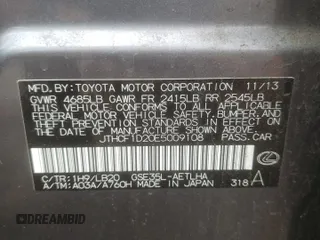 MFD.BY: TOYOTA MOTOR CORPORATION 11/13
GVWR 4685LB GAWR FR 2415LB RR 2545LB
THIS VEHICLE CONFORMS TO ALL APPLICABLE
FEDERAL MOTOR VEHICLE SAFETY, BUMPER, AND
THEFT PREVENTION STANDARDS IN EFFECT ON
THE DATE OF MANUFACTURE SHOWN ABOVE.
JTHCF1D20E5009108 PASS. CAR
C/TR: 1H9/LB20 GSE35L-AETLHA
A/TM: A03A/A760H MADE IN JAPAN 318 A